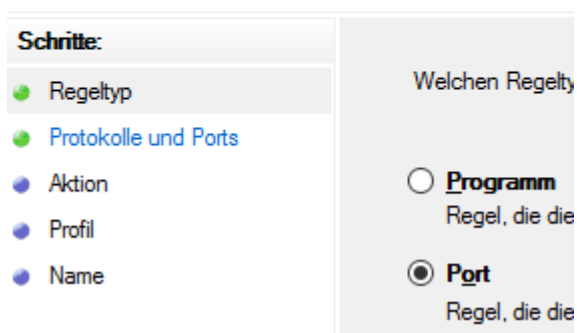 Schritte:
Regeltyp
Protokolle und Ports
Aktion
Profil
Name
Welchen Regelty
Programm
Regel, die die
Port
Regel, die die